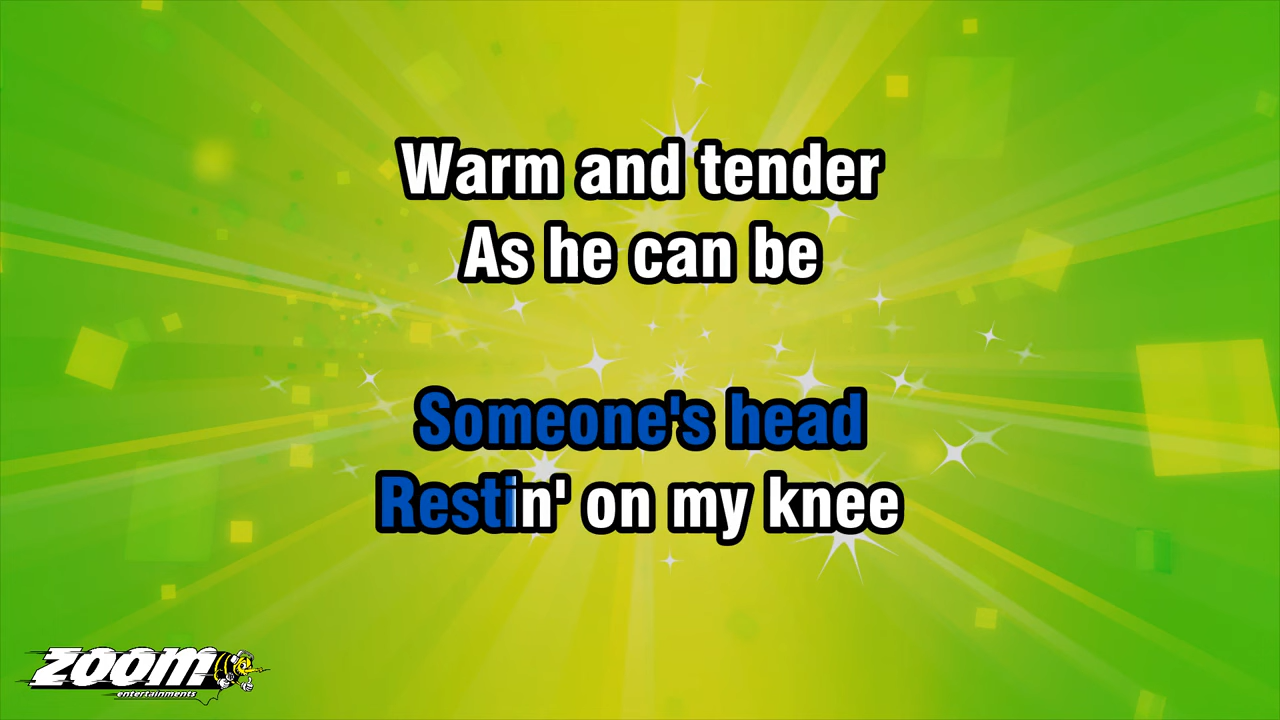 Warm and tender
As he can be
Someone's head
Restin' on my knee
ZOOM
entertainments